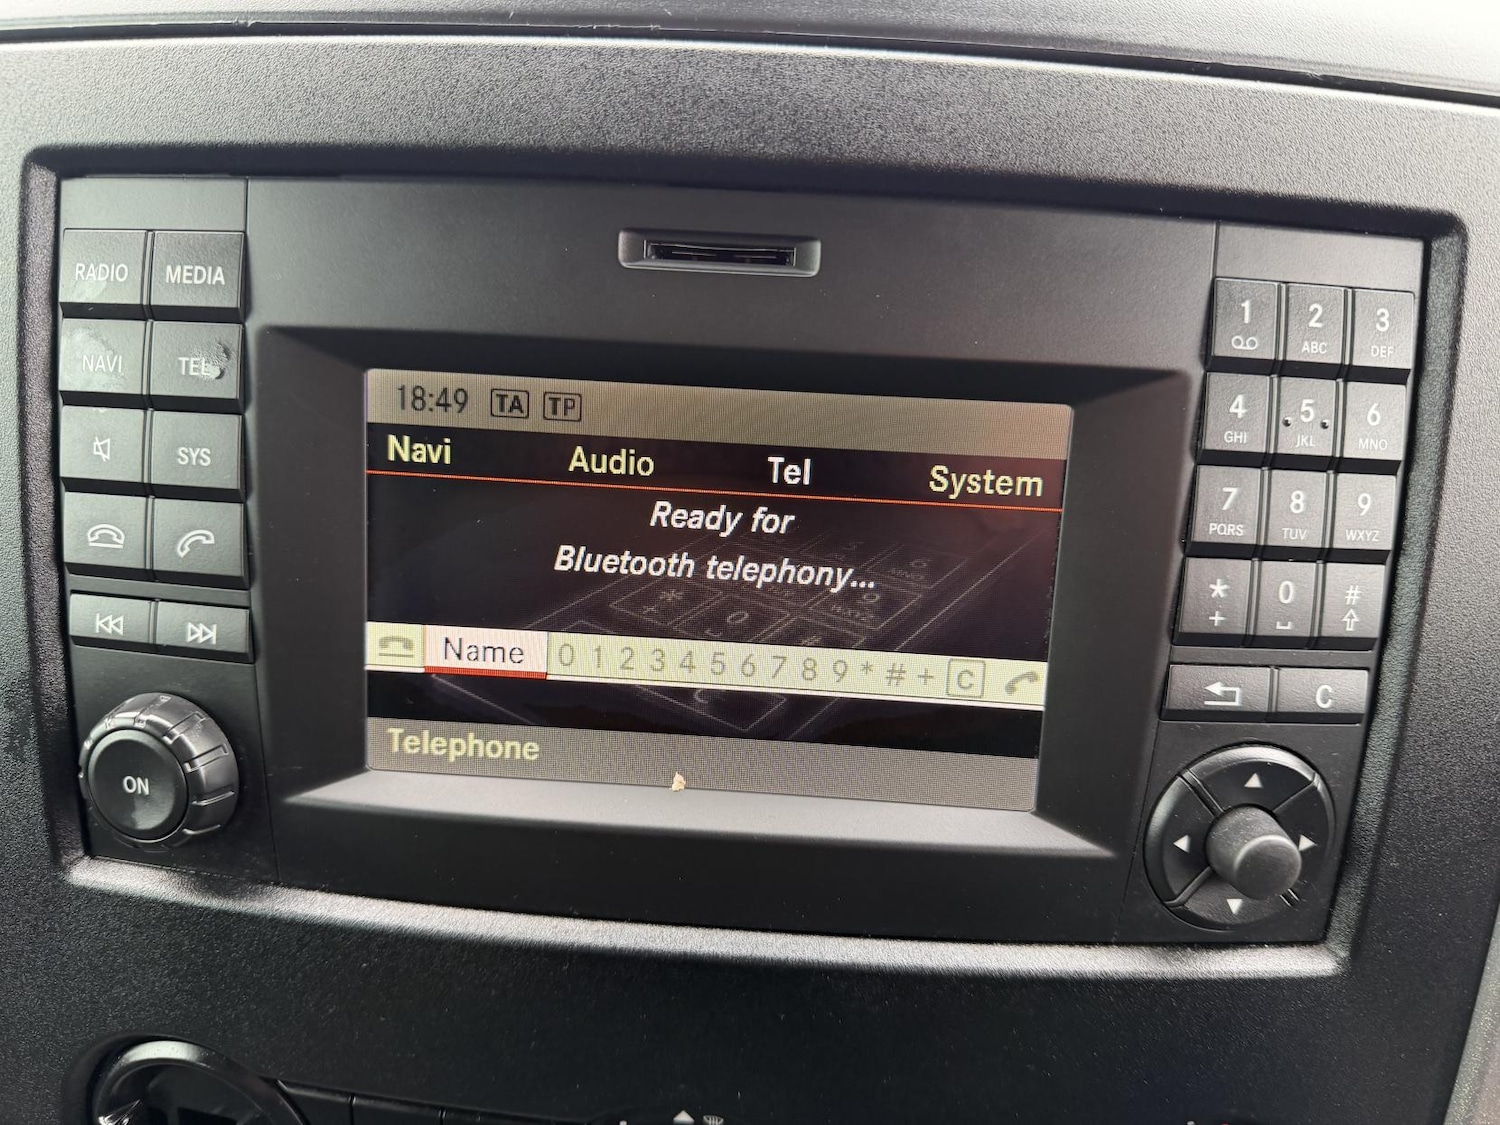 RADIO MEDIA
NAVI TEL
SYS
ON
18:49 TA TP
Navi Audio Tel System
Ready for
Bluetooth telephony...
Name 0 1 2 3 4 5 6 7 8 9 * # + C
Telephone
1 2 3
ABC DEF
4 5 6
GHI JKL MNO
7 8 9
PQRS TUV WXYZ
* 0 #
+
C